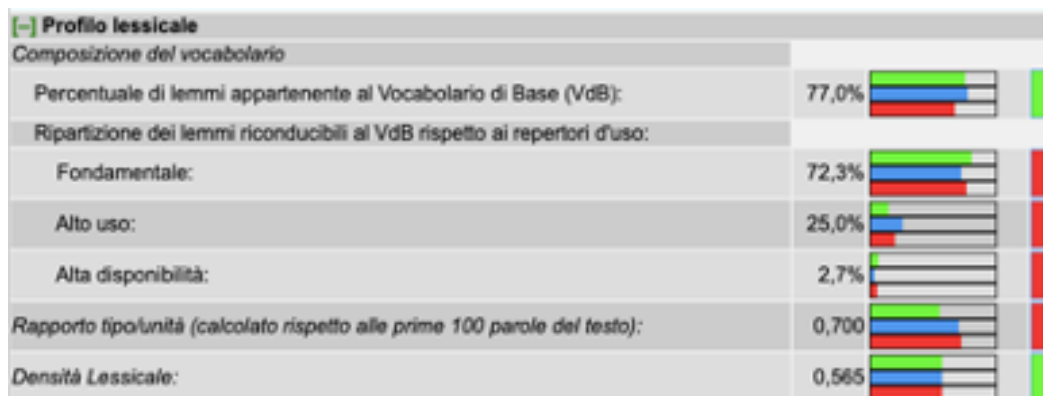 [–] Profilo lessicale
Composizione del vocabolario
Percentuale di lemmi appartenente al Vocabolario di Base (VdB): 77,0%
Ripartizione dei lemmi riconducibili al VdB rispetto ai repertori d'uso:
Fondamentale: 72,3%
Alto uso: 25,0%
Alta disponibilità: 2,7%
Rapporto tipo/unità (calcolato rispetto alle prime 100 parole del testo): 0,700
Densità Lessicale: 0,565